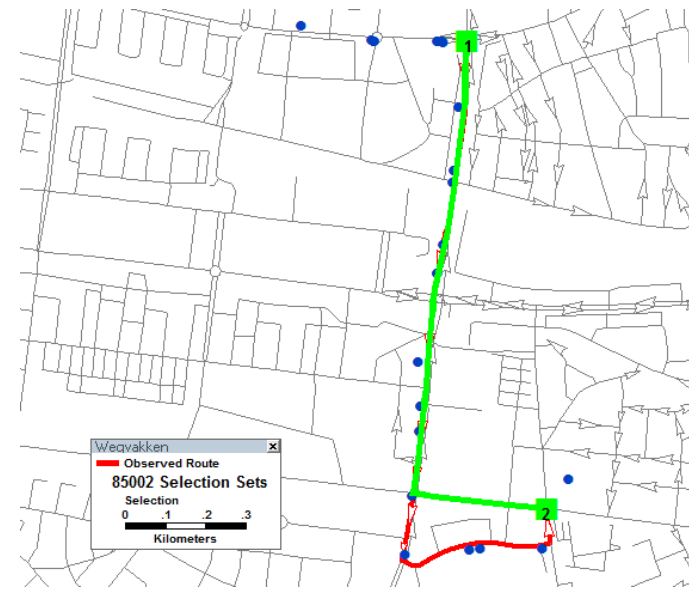 1
Wegvakken
Observed Route
85002 Selection Sets
Selection
0 .1 .2 .3
Kilometers
2